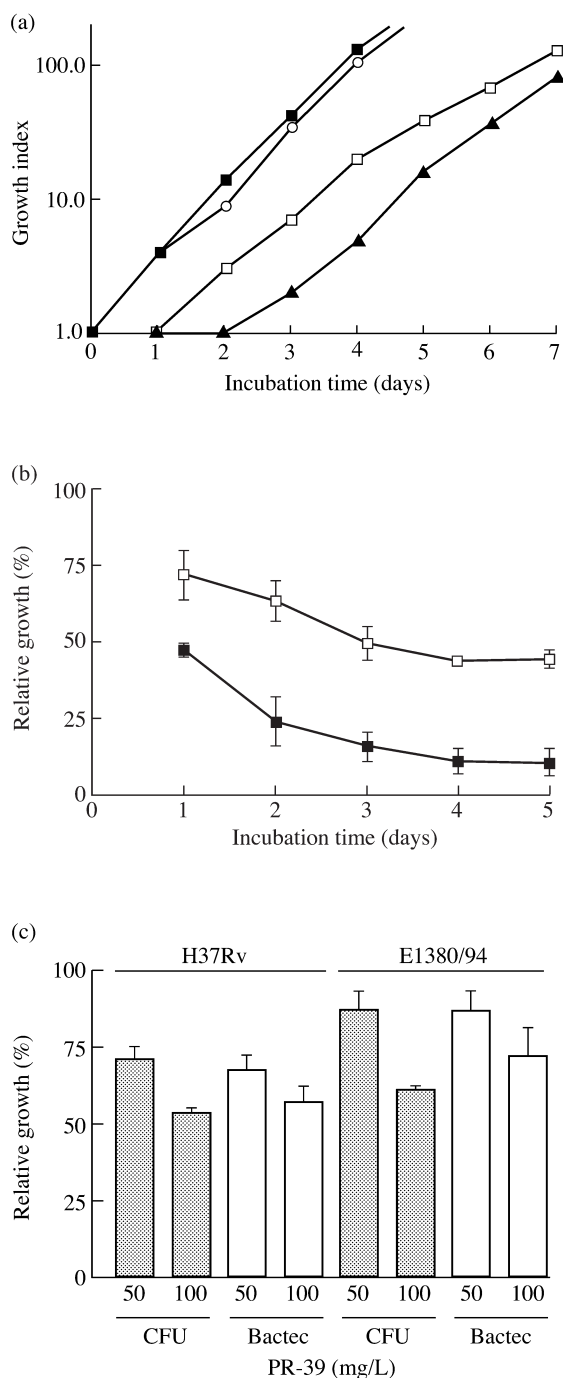 (a)
100.0
10.0
1.0
Growth index
0 1 2 3 4 5 6 7
Incubation time (days)
(b)
100
75
50
25
0
Relative growth (%)
0 1 2 3 4 5
Incubation time (days)
(c)
H37Rv E1380/94
100
75
50
25
0
Relative growth (%)
50 100 50 100 50 100 50 100
CFU Bactec CFU Bactec
PR-39 (mg/L)